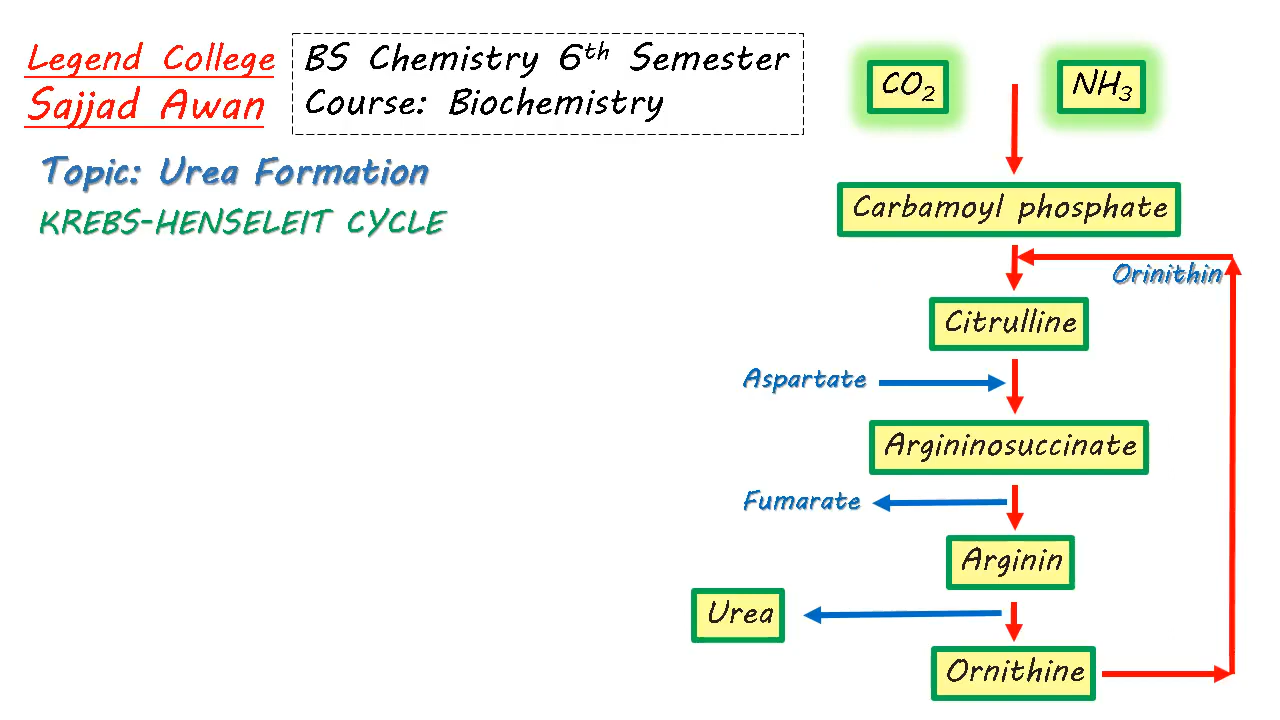 Legend College
Sajjad Awan
BS Chemistry 6th Semester
Course: Biochemistry
Topic: Urea Formation
KREBS-HENSELEIT CYCLE
CO2
NH3
Carbamoyl phosphate
Orinithin
Citrulline
Aspartate
Argininosuccinate
Fumarate
Arginin
Urea
Ornithine